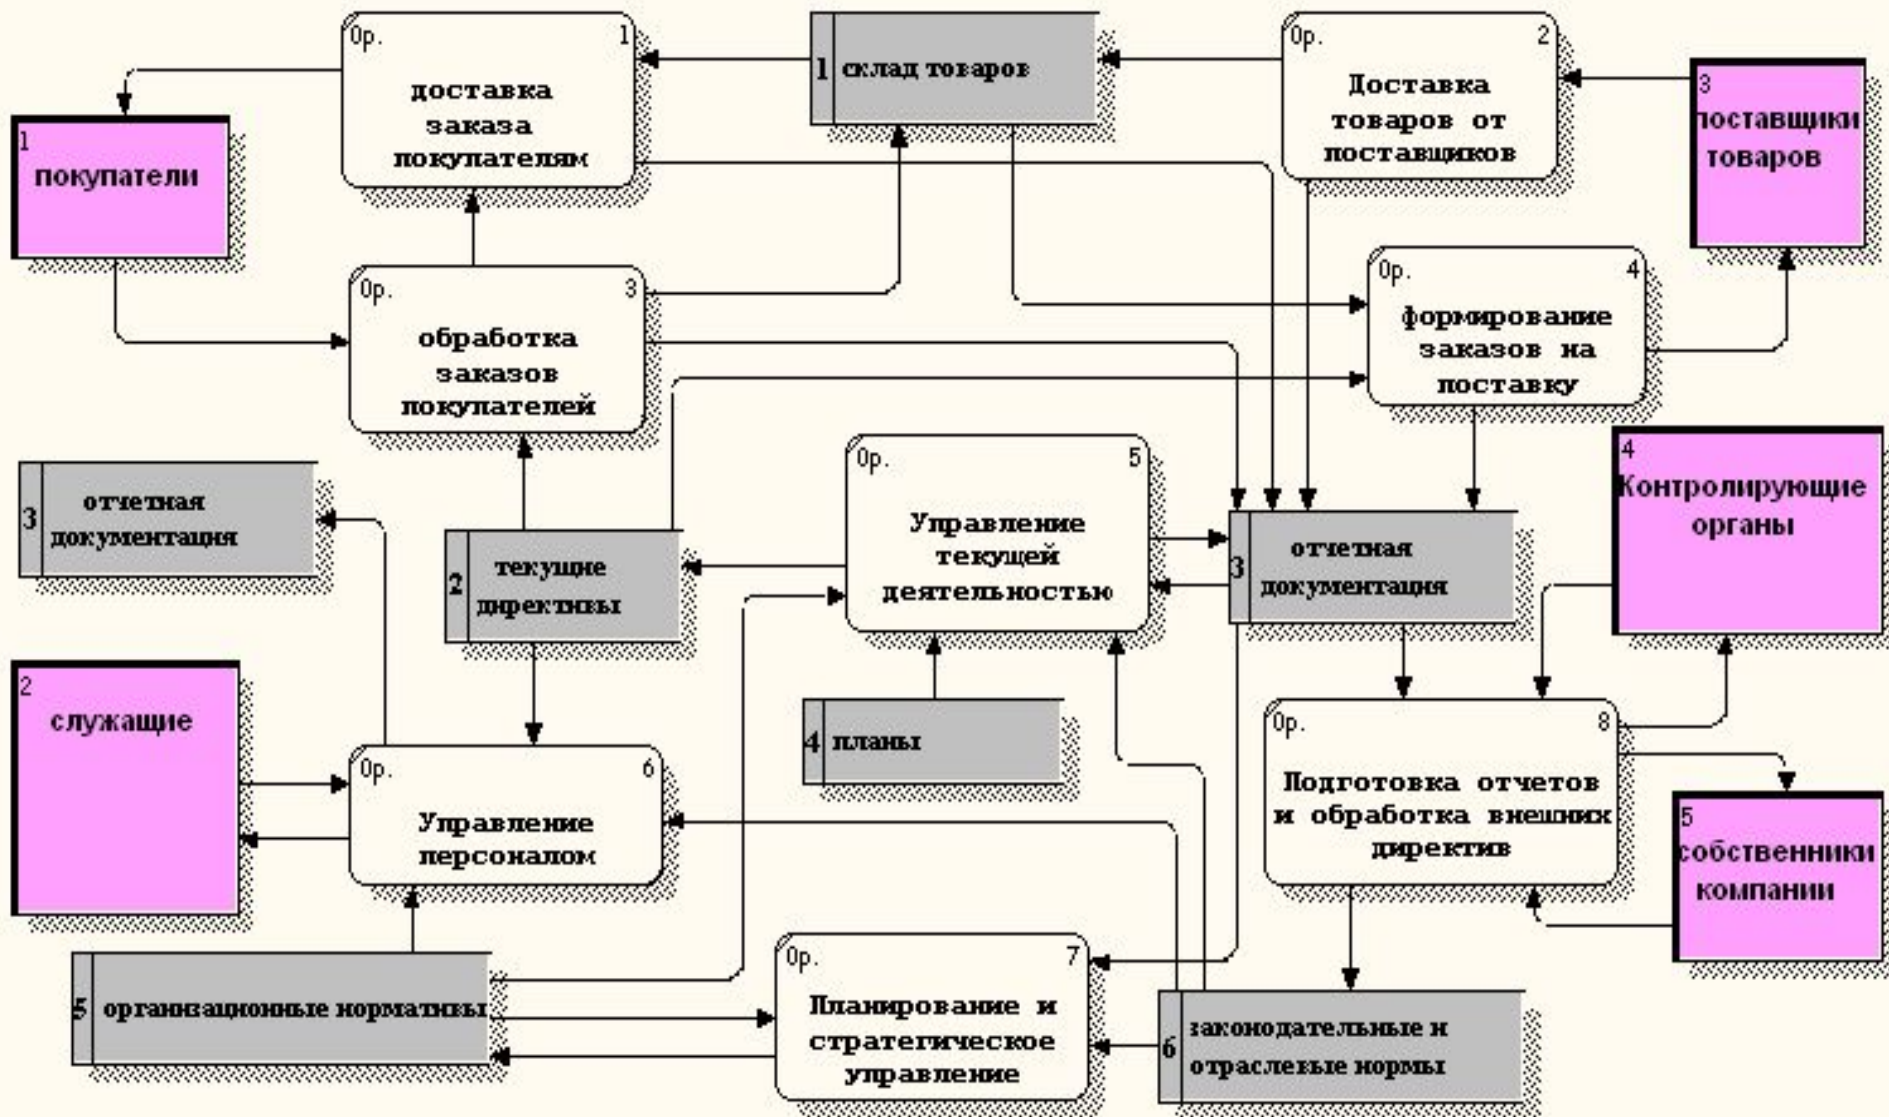 0р. 1
доставка
заказа
покупателям
1 склад товаров
0р. 2
Доставка
товаров от
поставщиков
3
поставщики
товаров
1
покупатели
0р. 3
обработка
заказов
покупателей
0р. 4
формирование
заказов на
поставку
3 отчетная
документация
2 текущие
директивы
0р. 5
Управление
текущей
деятельностью
3 отчетная
документация
4
Контролирующие
органы
2
служащие
0р. 6
Управление
персоналом
4 планы
0р. 8
Подготовка отчетов
и обработка внешних
директив
5
собственники
компании
5 организационные нормативы
0р. 7
Планирование и
стратегическое
управление
6 законодательные и
отраслевые нормы